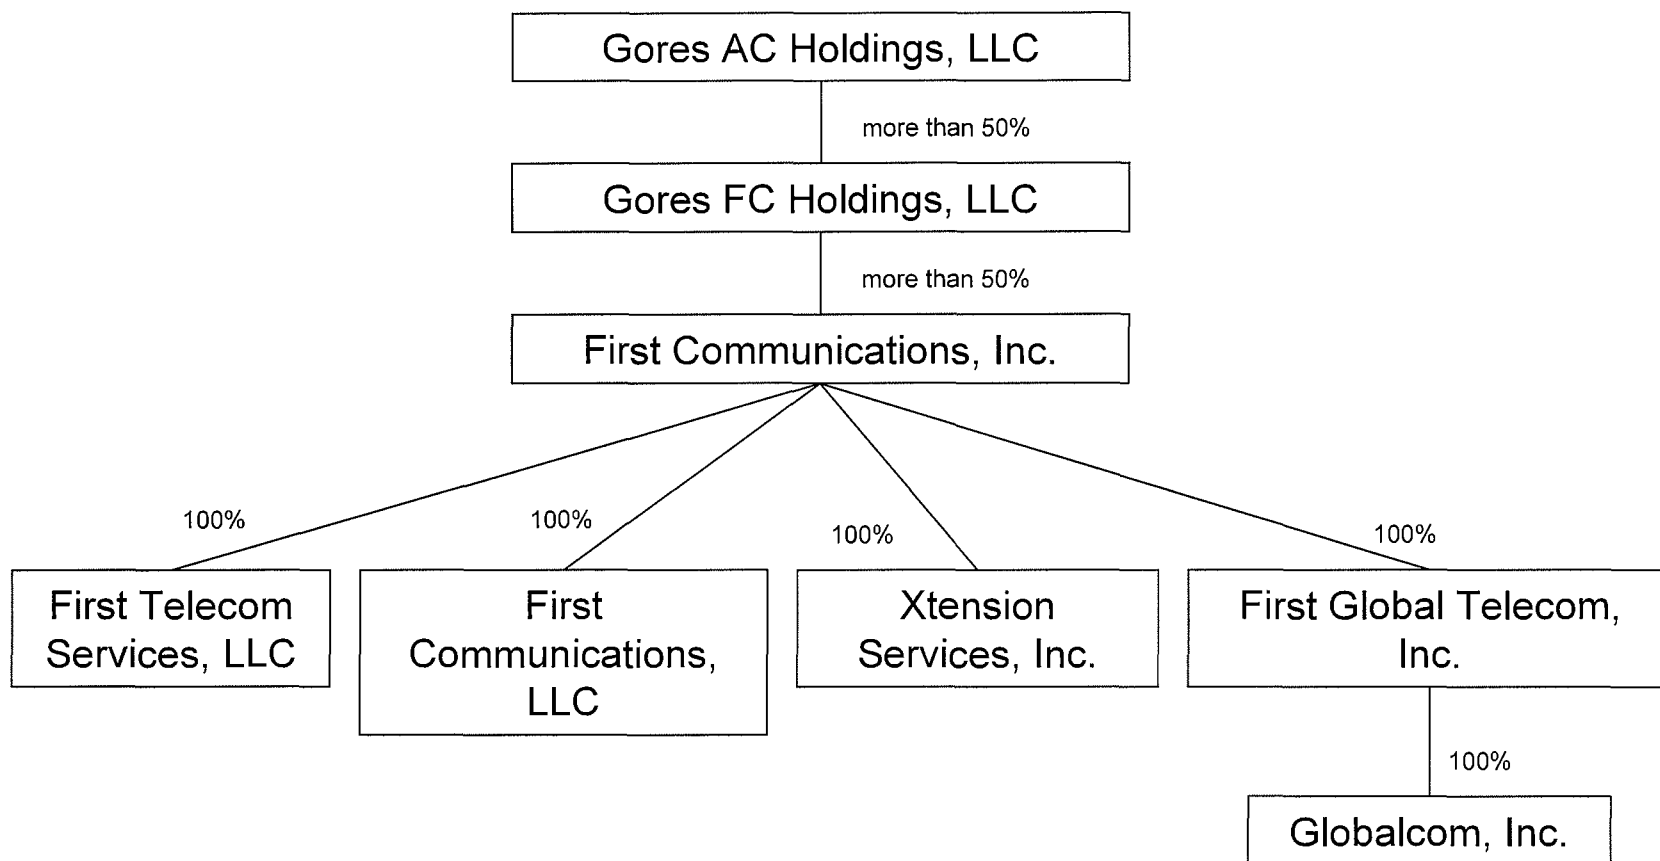 Gores AC Holdings, LLC
more than 50%
Gores FC Holdings, LLC
more than 50%
First Communications, Inc.
100%
100%
100%
100%
First Telecom
Services, LLC
First
Communications,
LLC
Xtension
Services, Inc.
First Global Telecom,
Inc.
100%
Globalcom, Inc.